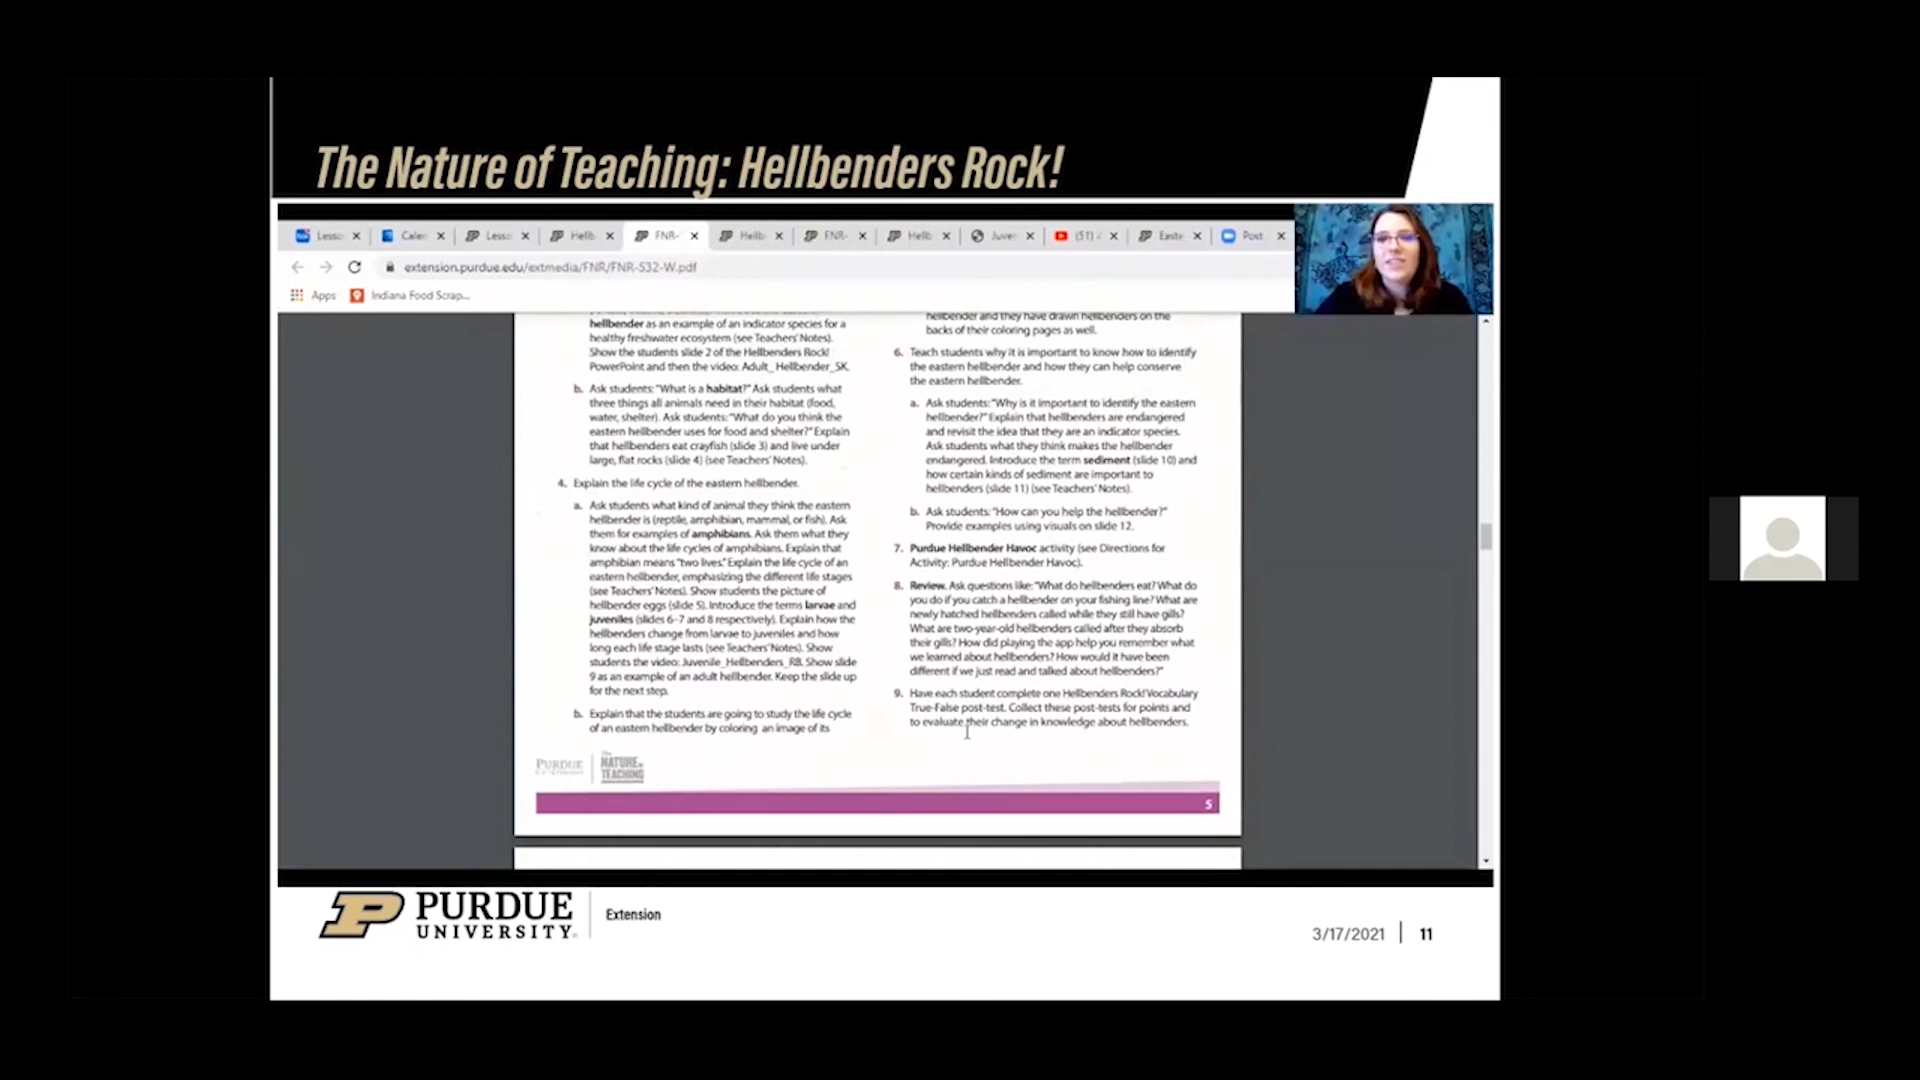 The Nature of Teaching: Hellbenders Rock!
Lesso
Calen
Lesso
Hellb
FNR-
Hellb
FNR-
Hellb
Juve
(51)
Easte
Post
extension.purdue.edu/extmedia/FNR/FNR-532-W.pdf
Apps
Indiana Food Scrap...
hellbender as an example of an indicator species for a
healthy freshwater ecosystem (see Teachers' Notes).
Show the students slide 2 of the Hellbenders Rock!
PowerPoint and then the video: Adult_ Hellbender_SK.
b. Ask students: "What is a habitat?" Ask students what
three things all animals need in their habitat (food,
water, shelter). Ask students: "What do you think the
eastern hellbender uses for food and shelter?" Explain
that hellbenders eat crayfish (slide 3) and live under
large, flat rocks (slide 4) (see Teachers' Notes).
4. Explain the life cycle of the eastern hellbender.
a. Ask students what kind of animal they think the eastern
hellbender is (reptile, amphibian, mammal, or fish). Ask
them for examples of amphibians. Ask them what they
know about the life cycles of amphibians. Explain that
amphibian means "two lives." Explain the life cycle of an
eastern hellbender, emphasizing the different life stages
(see Teachers' Notes). Show students the picture of
hellbender eggs (slide 5). Introduce the terms larvae and
juveniles (slides 6-7 and 8 respectively). Explain how the
hellbenders change from larvae to juveniles and how
long each life stage lasts (see Teachers' Notes). Show
students the video: Juvenile_Hellbenders_RB. Show slide
9 as an example of an adult hellbender. Keep the slide up
for the next step.
b. Explain that the students are going to study the life cycle
of an eastern hellbender by coloring an image of its
hellbender and they have drawn hellbenders on the
backs of their coloring pages as well.
6. Teach students why it is important to know how to identify
the eastern hellbender and how they can help conserve
the eastern hellbender.
a. Ask students: "Why is it important to identify the eastern
hellbender?" Explain that hellbenders are endangered
and revisit the idea that they are an indicator species.
Ask students what they think makes the hellbender
endangered. Introduce the term sediment (slide 10) and
how certain kinds of sediment are important to
hellbenders (slide 11) (see Teachers' Notes).
b. Ask students: "How can you help the hellbender?"
Provide examples using visuals on slide 12.
7. Purdue Hellbender Havoc activity (see Directions for
Activity: Purdue Hellbender Havoc).
8. Review. Ask questions like: "What do hellbenders eat? What do
you do if you catch a hellbender on your fishing line? What are
newly hatched hellbenders called while they still have gills?
What are two-year-old hellbenders called after they absorb
their gills? How did playing the app help you remember what
we learned about hellbenders? How would it have been
different if we just read and talked about hellbenders?"
9. Have each student complete one Hellbenders Rock! Vocabulary
True-False post-test. Collect these post-tests for points and
to evaluate their change in knowledge about hellbenders.
PURDUE
EXTENSION
The
NATURE of
TEACHING
5
PURDUE
UNIVERSITY
Extension
3/17/2021
11